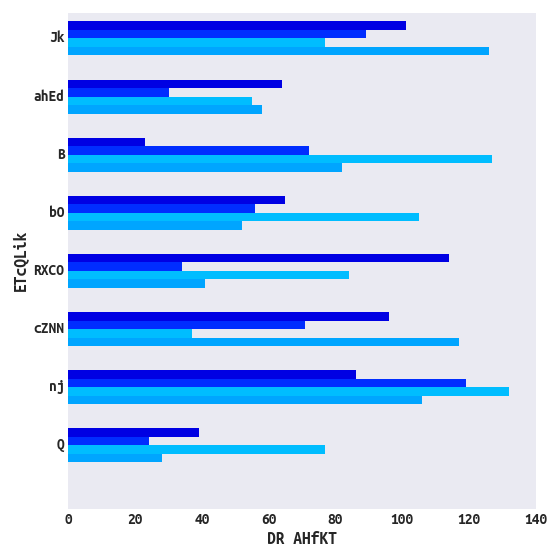 Jk
ahEd
B
bO
RXCO
cZNN
nj
Q
ETcQLik
0 20 40 60 80 100 120 140
DR AHfKT